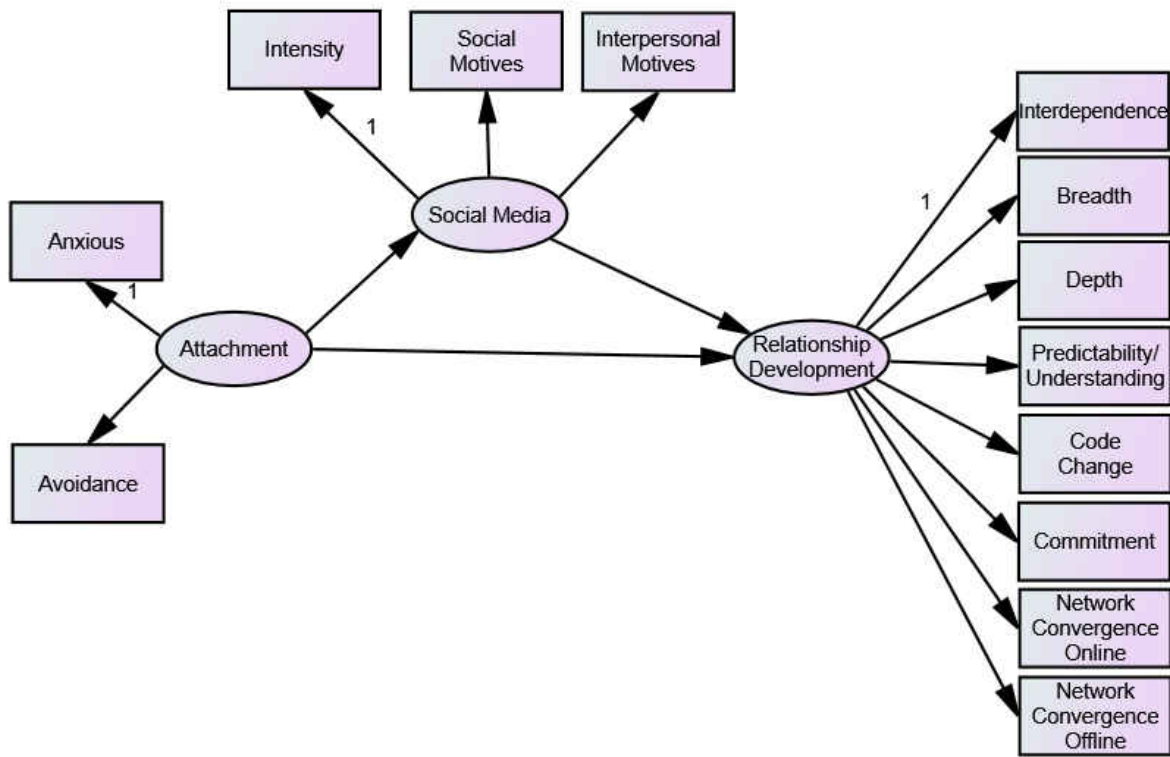 Intensity
Social
Motives
Interpersonal
Motives
1
Social Media
Anxious
1
Attachment
Avoidance
Relationship
Development
1
Interdependence
Breadth
Depth
Predictability/
Understanding
Code
Change
Commitment
Network
Convergence
Online
Network
Convergence
Offline